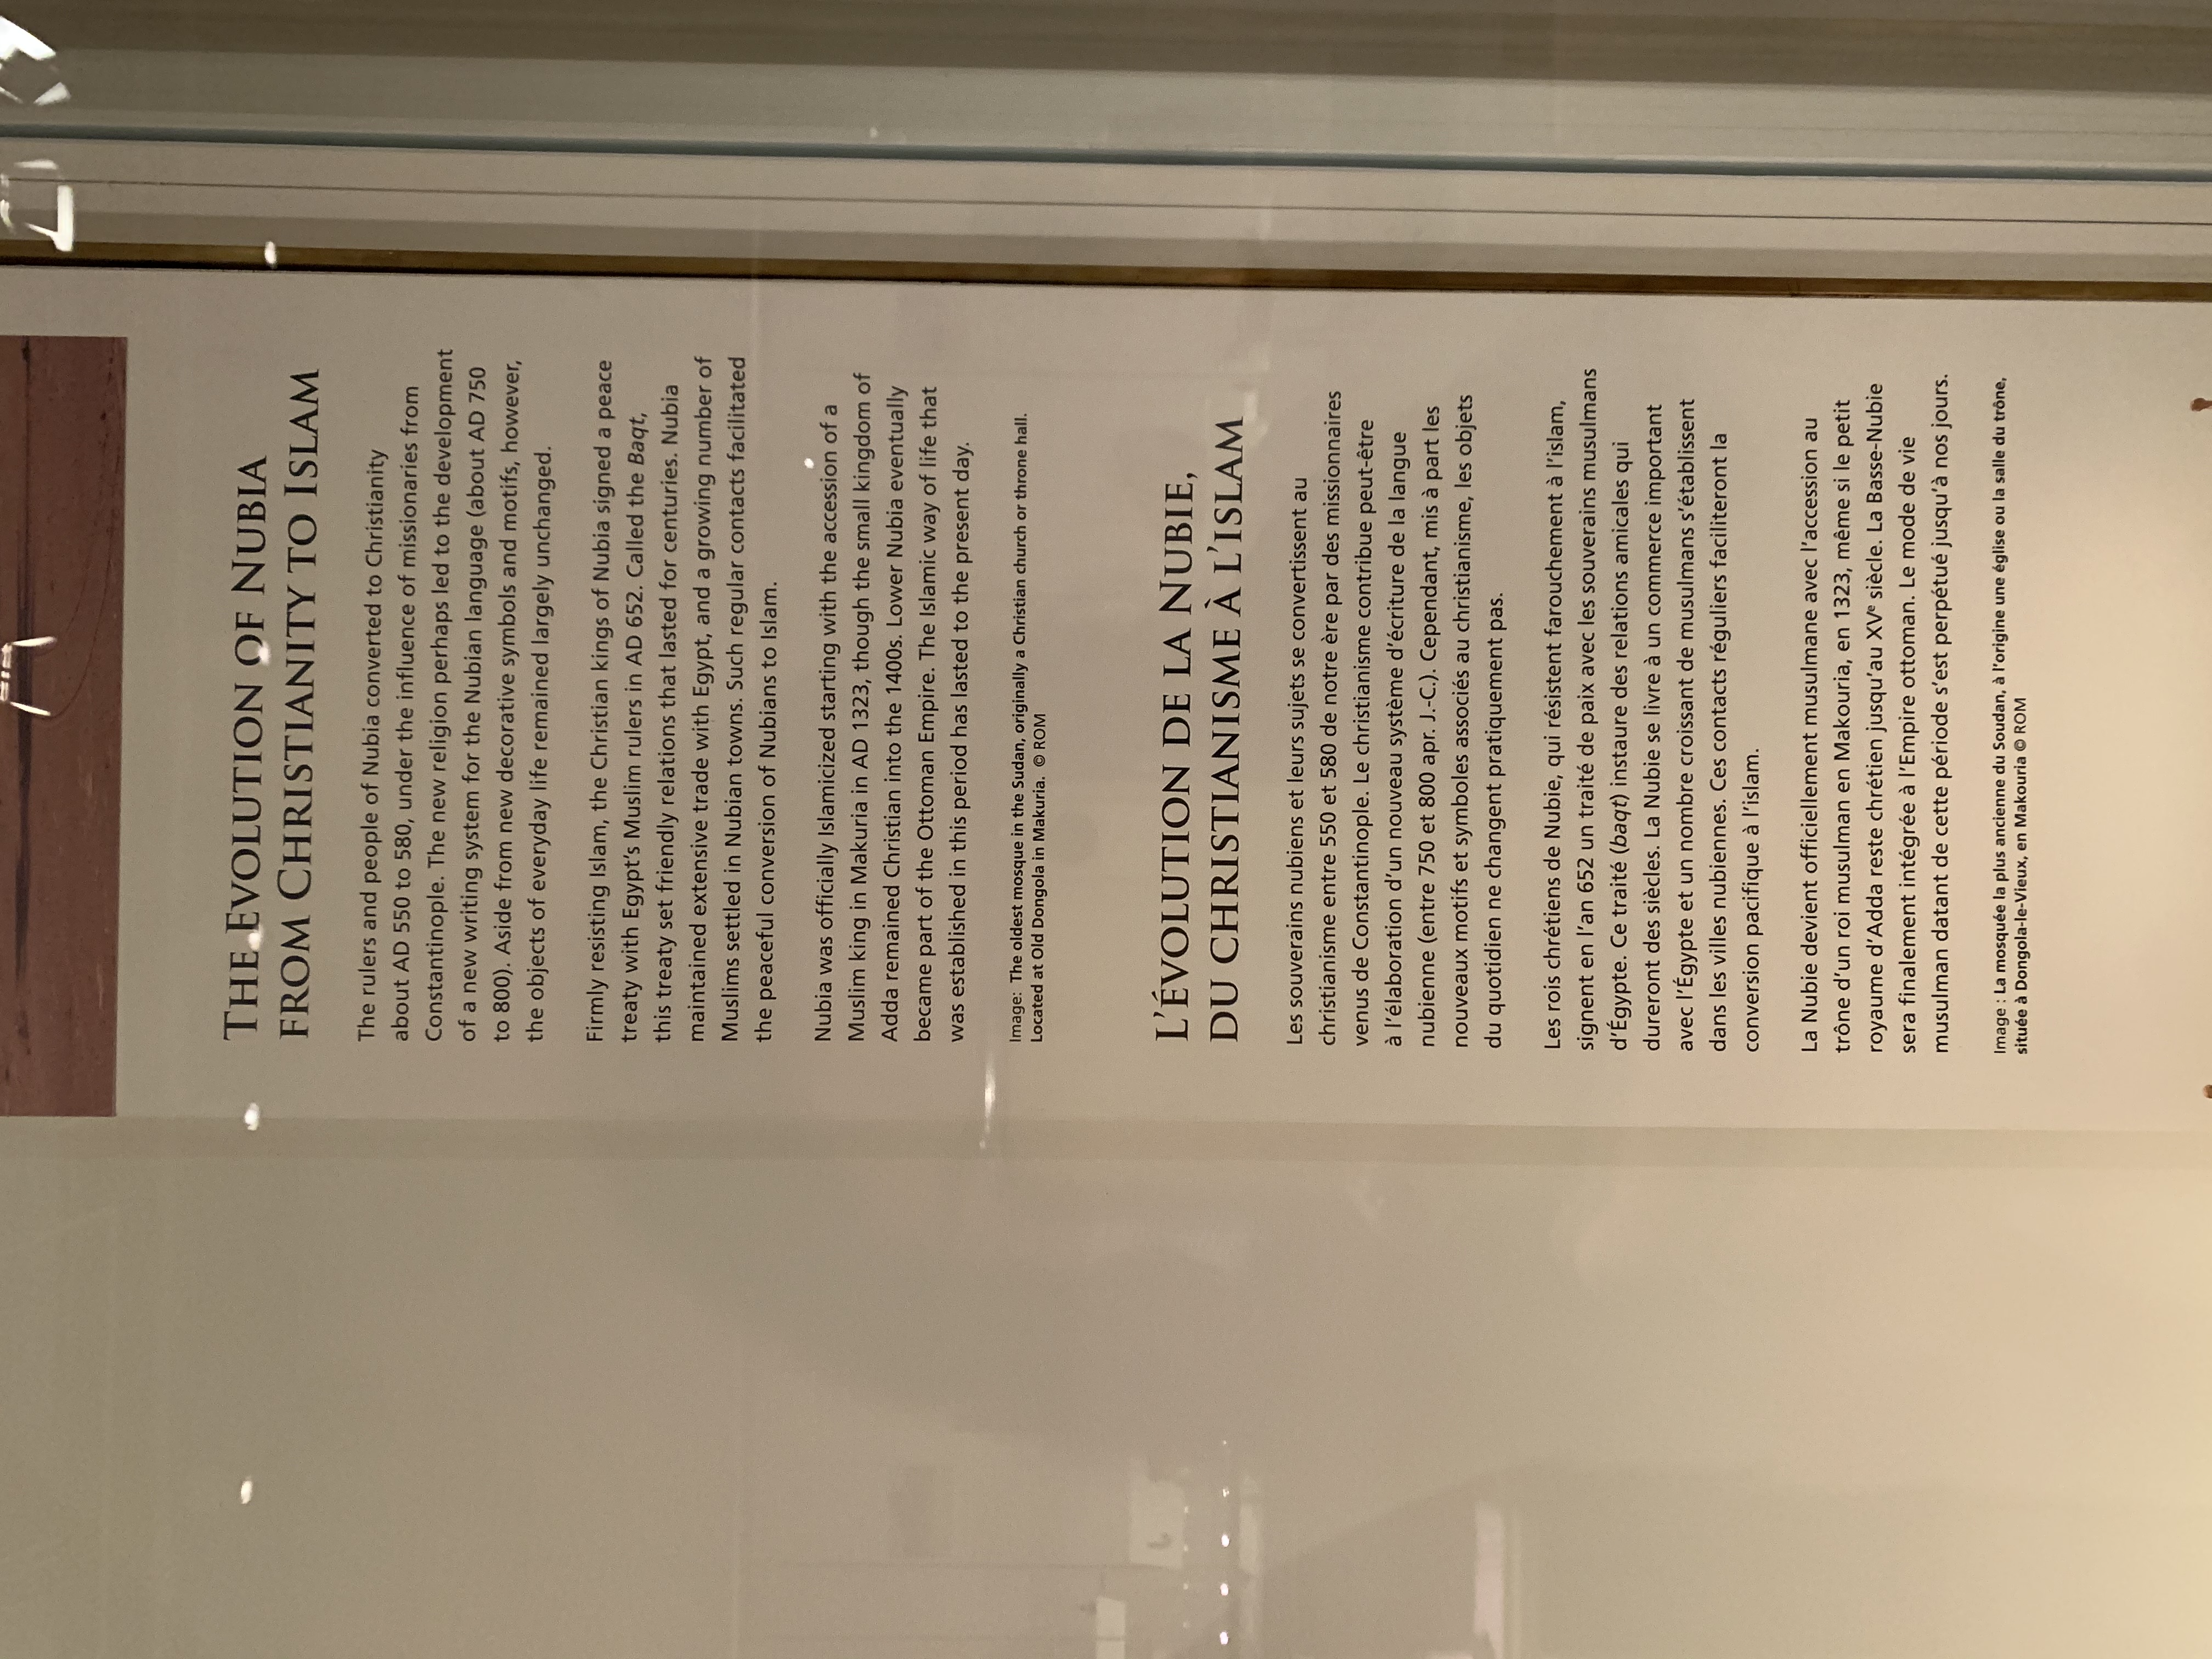 THE EVOLUTION OF NUBIA
FROM CHRISTIANITY TO ISLAM
The rulers and people of Nubia converted to Christianity
about AD 550 to 580, under the influence of missionaries from
Constantinople. The new religion perhaps led to the development
of a new writing system for the Nubian language (about AD 750
to 800). Aside from new decorative symbols and motifs, however,
the objects of everyday life remained largely unchanged.
Firmly resisting Islam, the Christian kings of Nubia signed a peace
treaty with Egypt's Muslim rulers in AD 652. Called the Baqt,
this treaty set friendly relations that lasted for centuries. Nubia
maintained extensive trade with Egypt, and a growing number of
Muslims settled in Nubian towns. Such regular contacts facilitated
the peaceful conversion of Nubians to Islam.
Nubia was officially Islamicized starting with the accession of a
Muslim king in Makuria in AD 1323, though the small kingdom of
Adda remained Christian into the 1400s. Lower Nubia eventually
became part of the Ottoman Empire. The Islamic way of life that
was established in this period has lasted to the present day.
Image: The oldest mosque in the Sudan, originally a Christian church or throne hall.
Located at Old Dongola in Makuria. © ROM
L'ÉVOLUTION DE LA NUBIE,
DU CHRISTIANISME À L'ISLAM
Les souverains nubiens et leurs sujets se convertissent au
christianisme entre 550 et 580 de notre ère par des missionnaires
venus de Constantinople. Le christianisme contribue peut-être
à l'élaboration d'un nouveau système d'écriture de la langue
nubienne (entre 750 et 800 apr. J.-C.). Cependant, mis à part les
nouveaux motifs et symboles associés au christianisme, les objets
du quotidien ne changent pratiquement pas.
Les rois chrétiens de Nubie, qui résistent farouchement à l'islam,
signent en l'an 652 un traité de paix avec les souverains musulmans
d'Égypte. Ce traité (baqt) instaure des relations amicales qui
dureront des siècles. La Nubie se livre à un commerce important
avec l'Égypte et un nombre croissant de musulmans s'établissent
dans les villes nubiennes. Ces contacts réguliers faciliteront la
conversion pacifique à l'islam.
La Nubie devient officiellement musulmane avec l'accession au
trône d'un roi musulman en Makouria, en 1323, même si le petit
royaume d'Adda reste chrétien jusqu'au XVe siècle. La Basse-Nubie
sera finalement intégrée à l'Empire ottoman. Le mode de vie
musulman datant de cette période s'est perpétué jusqu'à nos jours.
Image : La mosquée la plus ancienne du Soudan, à l'origine une église ou la salle du trône,
située à Dongola-le-Vieux, en Makouria © ROM